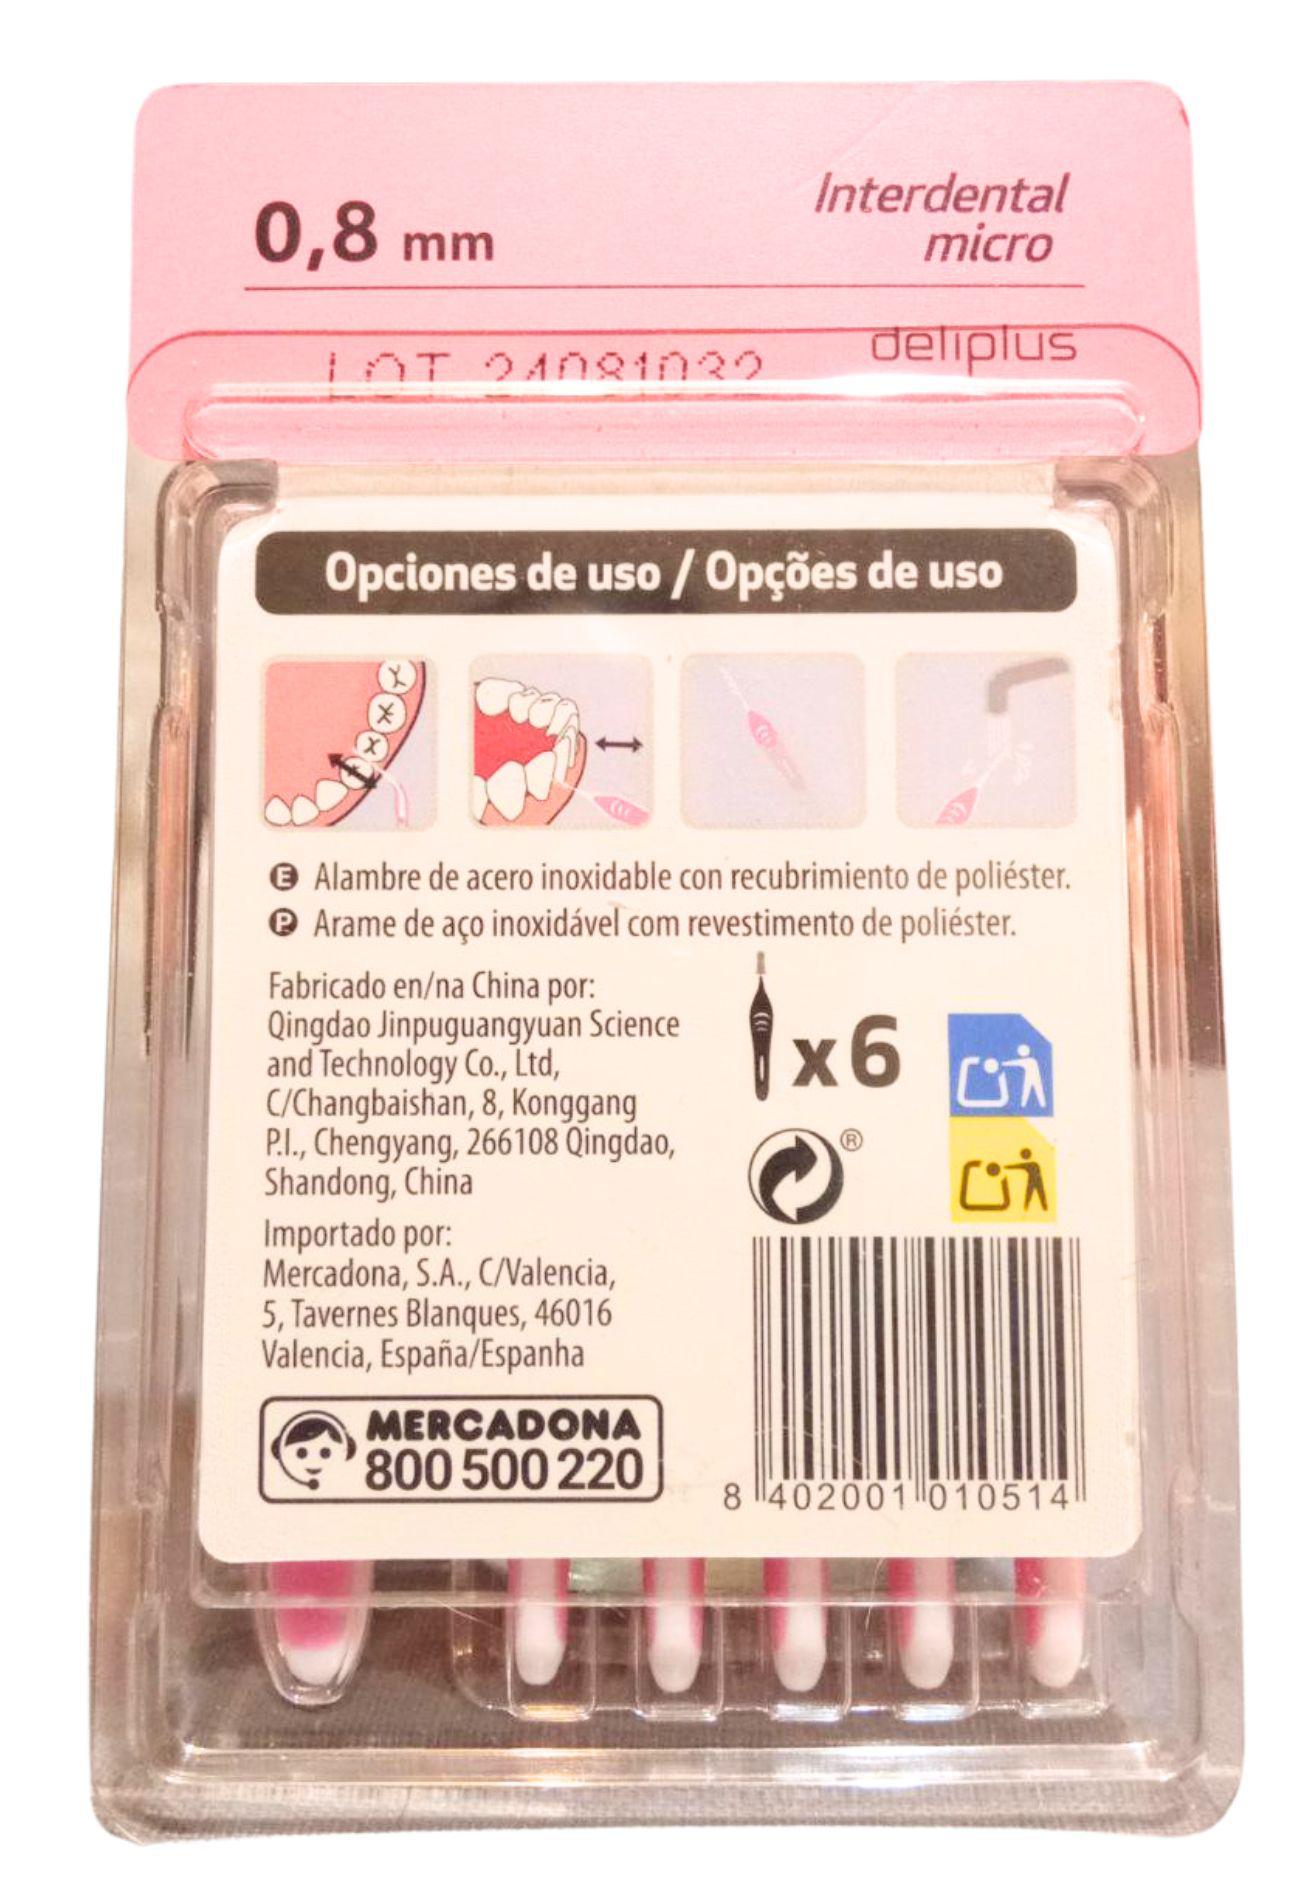 0,8 mm
Interdental
micro
deliplus
LOT 24081032
Opciones de uso / Opções de uso
E Alambre de acero inoxidable con recubrimiento de poliéster.
P Arame de aço inoxidável com revestimento de poliéster.
Fabricado en/na China por:
Qingdao Jinpuguangyuan Science
and Technology Co., Ltd,
C/Changbaishan, 8, Konggang
P.I., Chengyang, 266108 Qingdao,
Shandong, China
x6
®
Importado por:
Mercadona, S.A., C/Valencia,
5, Tavernes Blanques, 46016
Valencia, España/Espanha
MERCADONA
800 500 220
8 402001 010514